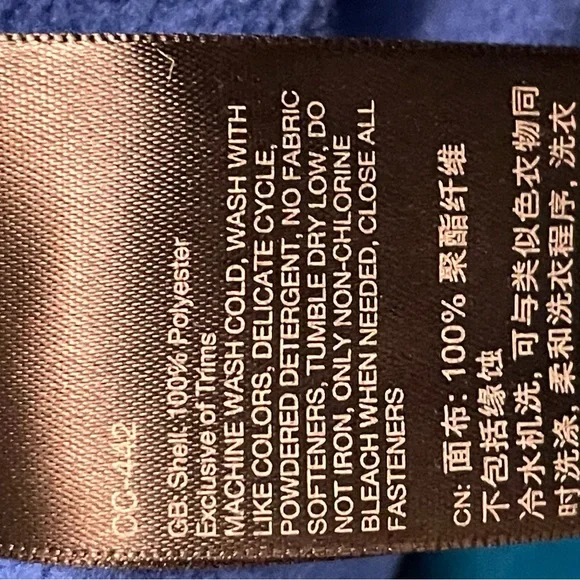 CC-442
GB: Shell: 100% Polyester
Exclusive of Trims
MACHINE WASH COLD, WASH WITH
LIKE COLORS, DELICATE CYCLE,
POWDERED DETERGENT, NO FABRIC
SOFTENERS, TUMBLE DRY LOW, DO
NOT IRON, ONLY NON-CHLORINE
BLEACH WHEN NEEDED, CLOSE ALL
FASTENERS
CN: 面布: 100% 聚酯纤维
不包括缘蚀
冷水机洗, 可与类似色衣物同
时洗涤, 柔和洗衣程序, 洗衣